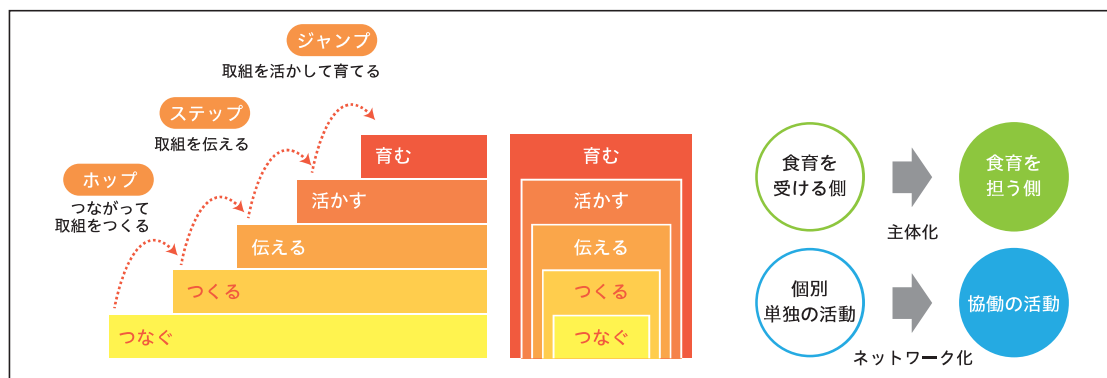 ジャンプ
取組を活かして育てる
ステップ
取組を伝える
ホップ
つながって
取組をつくる
育む
活かす
伝える
つくる
つなぐ
育む
活かす
伝える
つくる
つなぐ
食育を
受ける側
主体化
食育を
担う側
個別
単独の活動
ネットワーク化
協働の活動